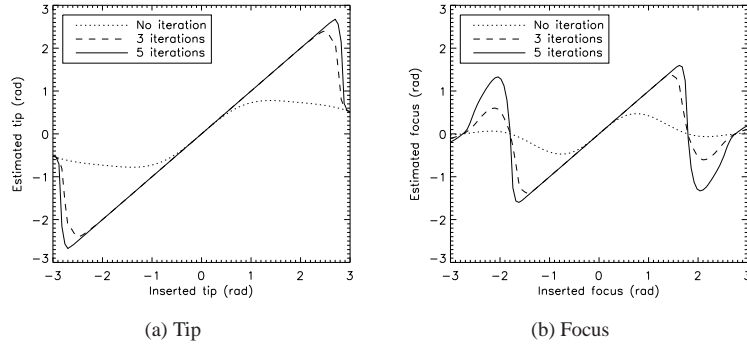 No iteration
3 iterations
5 iterations
Estimated tip (rad)
3
2
1
0
−1
−2
−3
−3 −2 −1 0 1 2 3
Inserted tip (rad)
(a) Tip
No iteration
3 iterations
5 iterations
Estimated focus (rad)
3
2
1
0
−1
−2
−3
−3 −2 −1 0 1 2 3
Inserted focus (rad)
(b) Focus